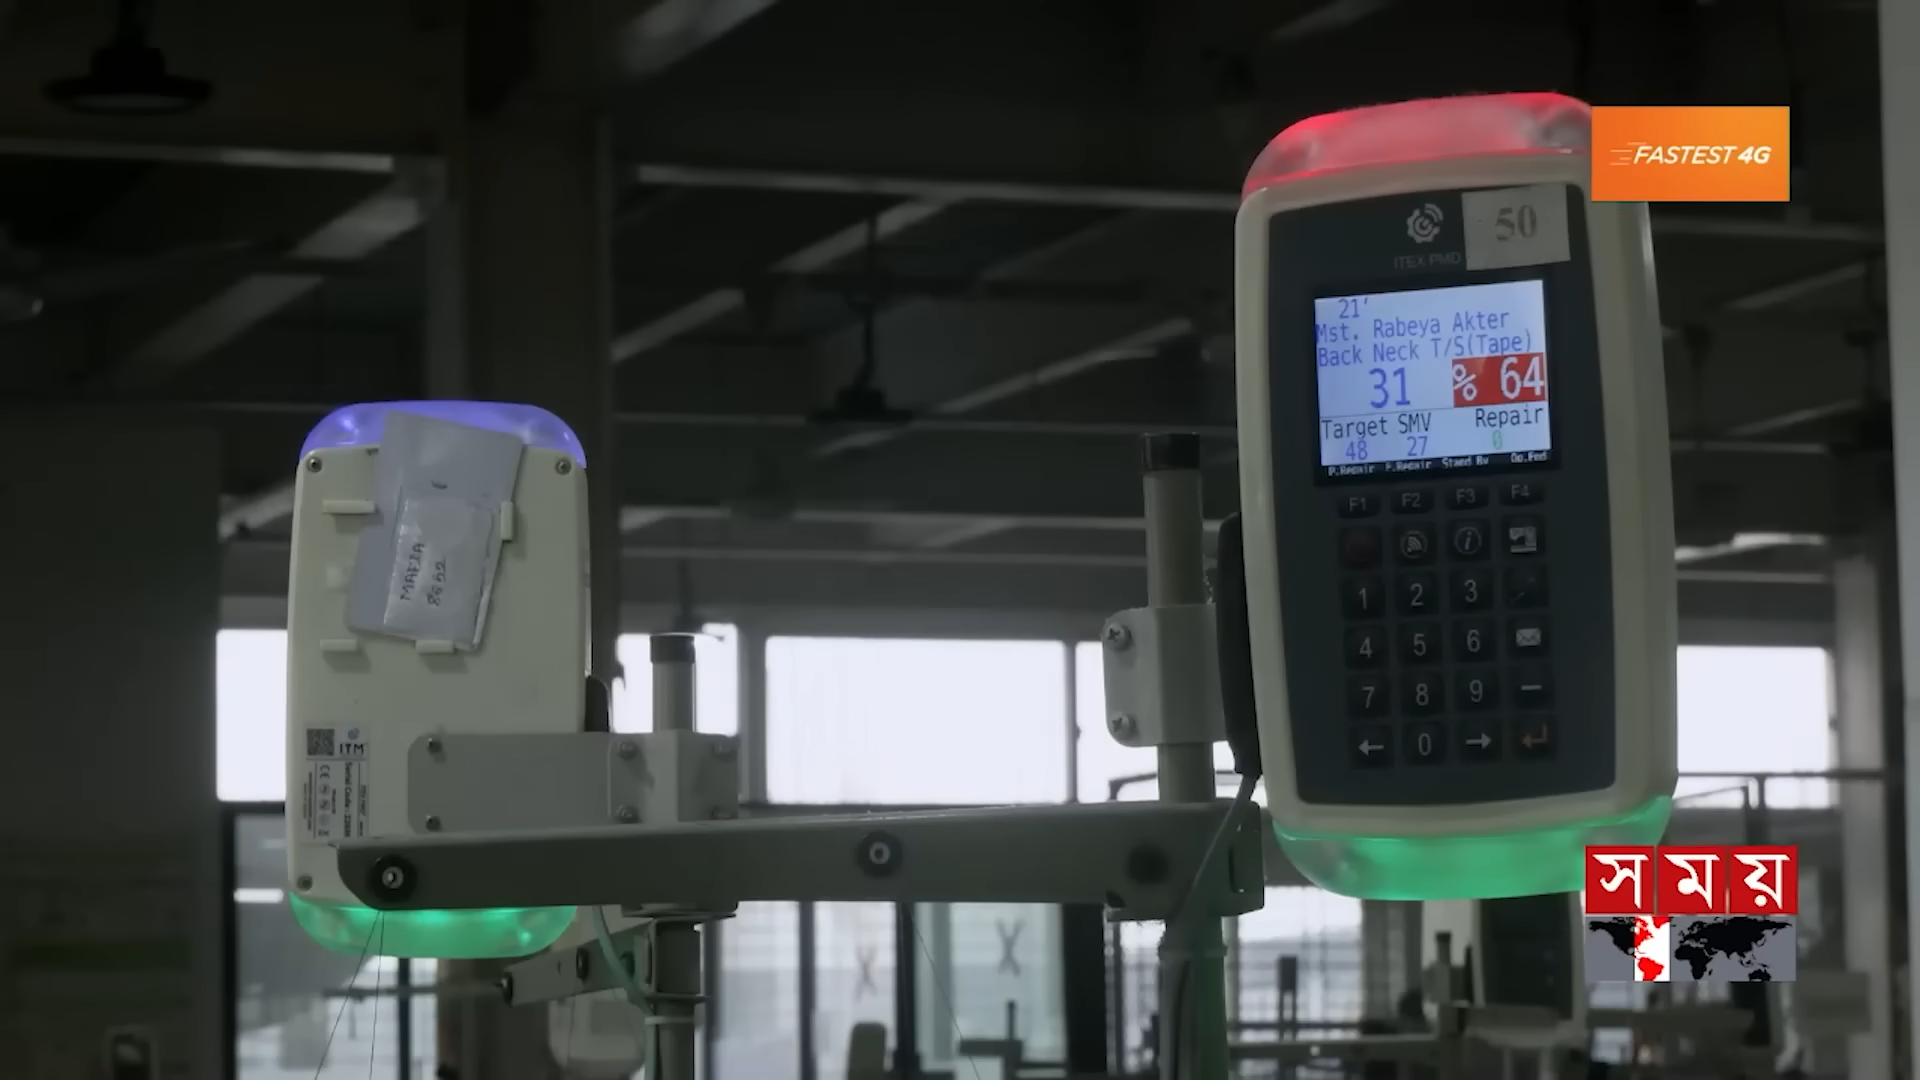 FASTEST 4G
50
ITEX PMD
21'
Mst. Rabeya Akter
Back Neck T/S(Tape)
31 % 64
Target SMV Repair
48 27 0
P.Repair F.Repair Stand By Op.End
F1 F2 F3 F4
1 2 3
4 5 6
7 8 9
0
MARIA
8662
ITM
সময়